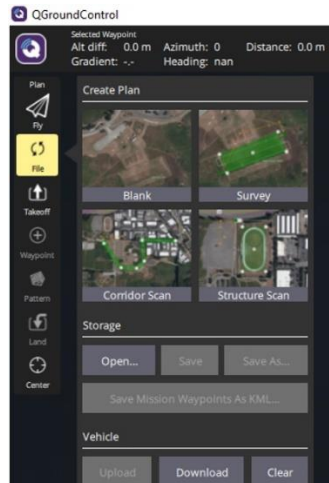 QGroundControl
Selected Waypoint
Alt diff: 0.0 m Azimuth: 0 Distance: 0.0 m
Gradient: -.- Heading: nan
Plan
Fly
File
Takeoff
Waypoint
Pattern
Land
Center
Create Plan
Blank Survey
Corridor Scan Structure Scan
Storage
Open... Save Save As...
Save Mission Waypoints As KML...
Vehicle
Upload Download Clear